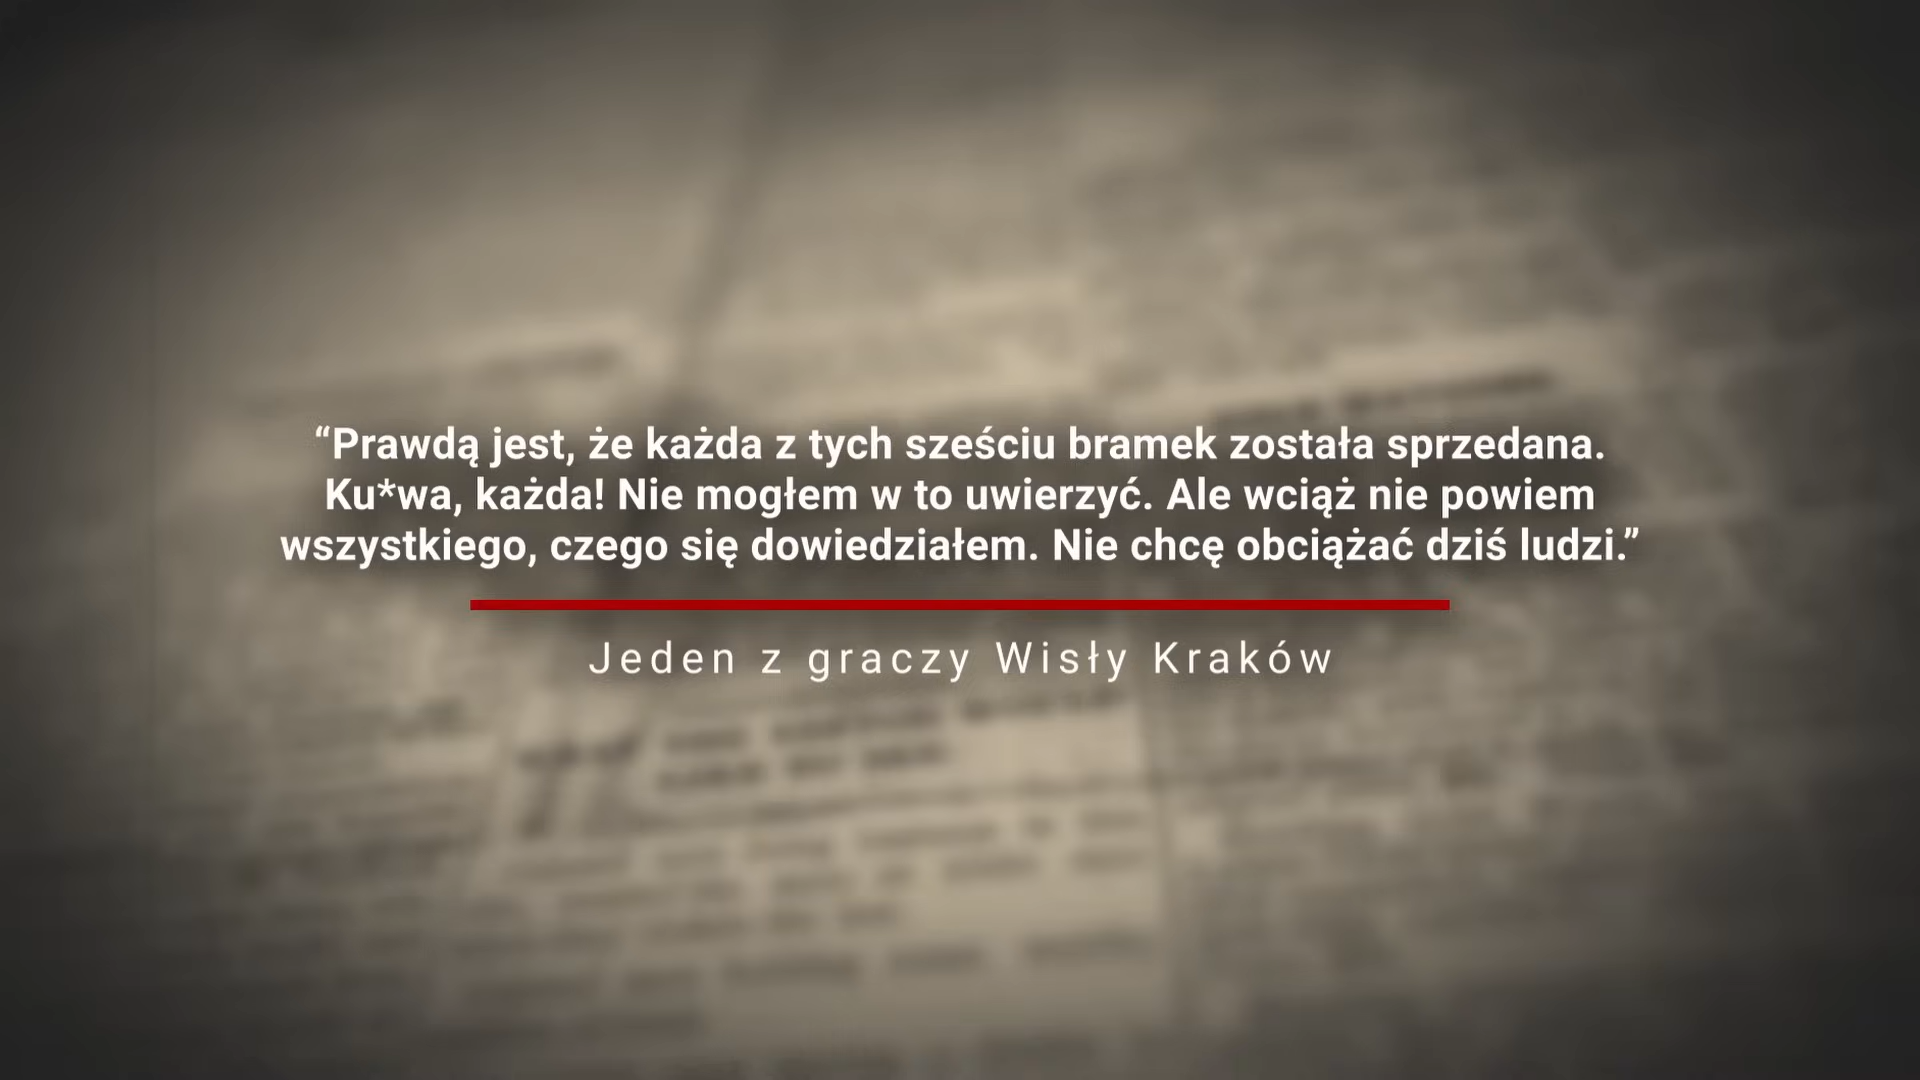 “Prawdą jest, że każda z tych sześciu bramek została sprzedana.
Ku*wa, każda! Nie mogłem w to uwierzyć. Ale wciąż nie powiem
wszystkiego, czego się dowiedziałem. Nie chcę obciążać dziś ludzi.”
Jeden z graczy Wisły Kraków